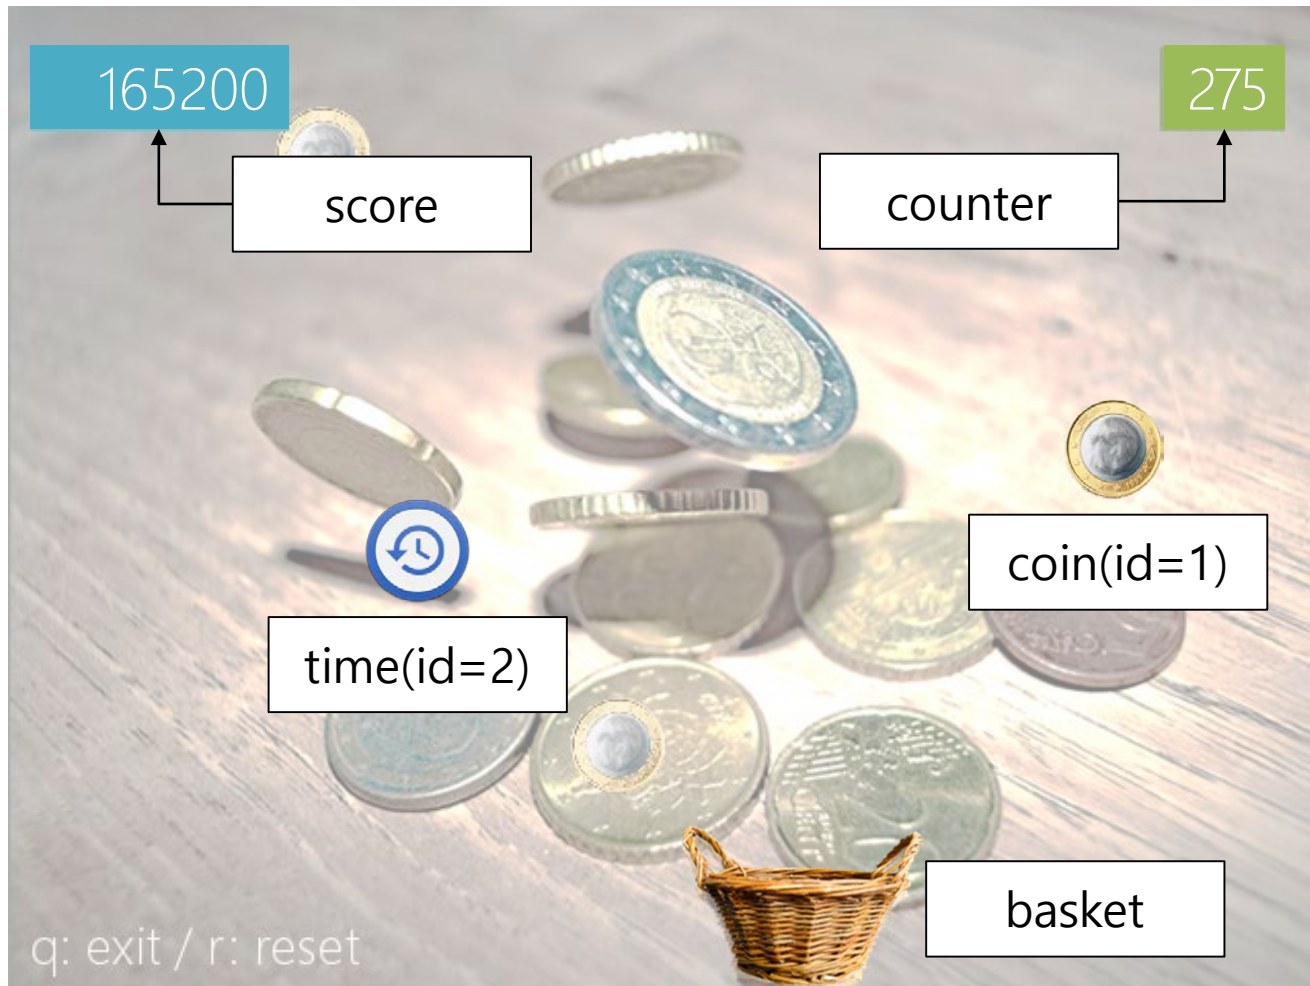 165200
275
score
counter
coin(id=1)
time(id=2)
basket
q: exit / r: reset